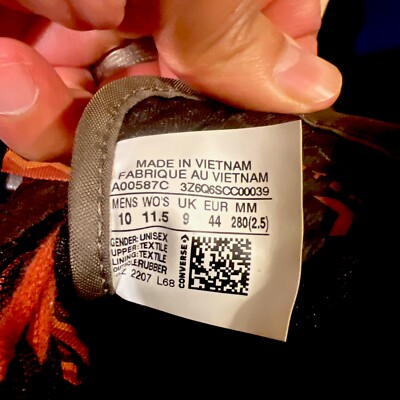 MADE IN VIETNAM
FABRIQUE AU VIETNAM
A00587C 3Z6Q6SCC00039
MENS WO'S UK EUR MM
10 11.5 9 44 280(2.5)
GENDER: UNISEX
UPPER: TEXTILE
LINING: TEXTILE
OUTSOLE:RUBBER
2207 L68
CONVERSE